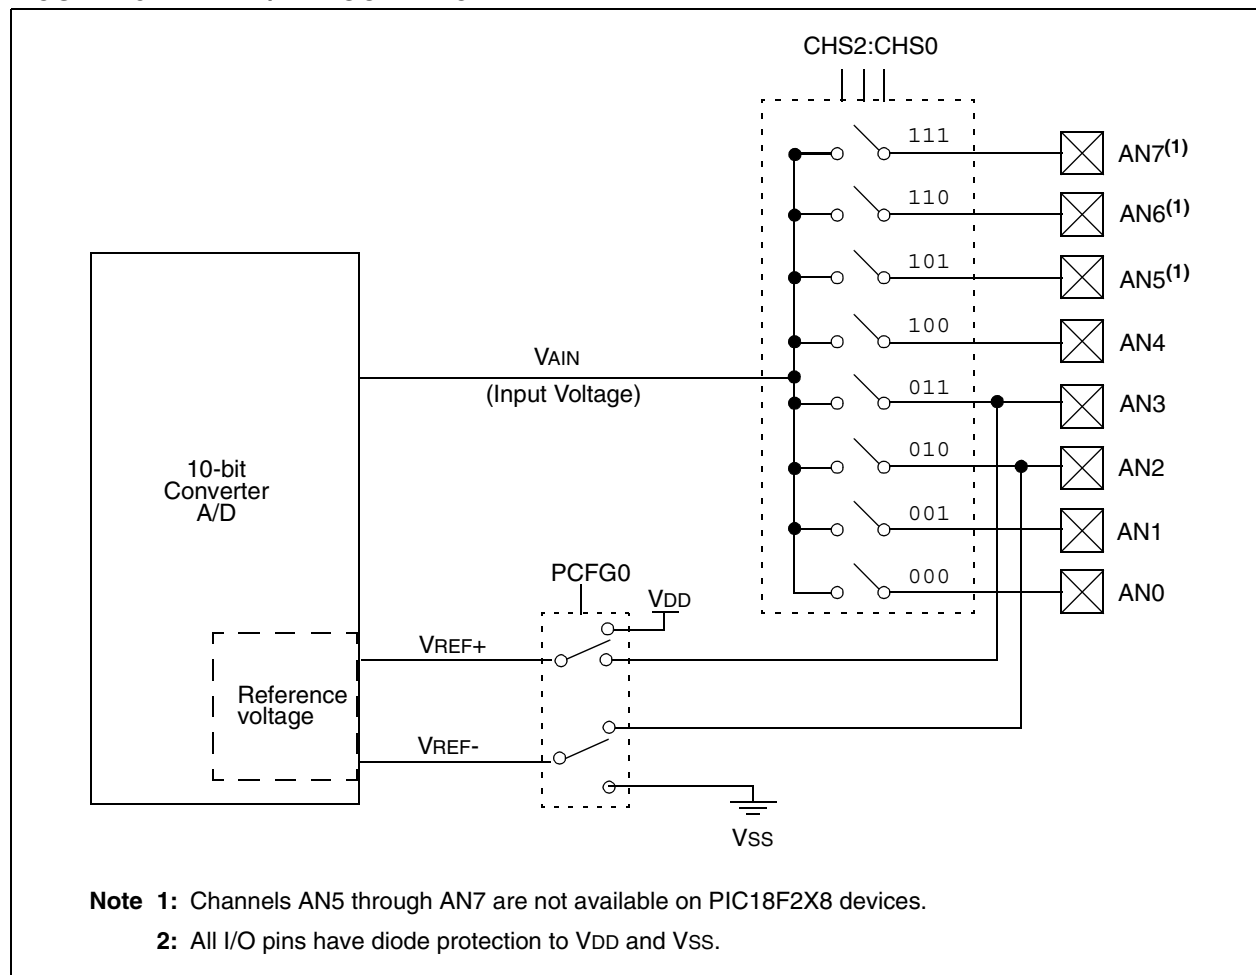 CHS2:CHS0
111
AN7(1)
110
AN6(1)
101
AN5(1)
100
AN4
VAIN
(Input Voltage)
011
AN3
010
AN2
10-bit
Converter
A/D
001
AN1
PCFG0
000
AN0
VDD
VREF+
Reference
voltage
VREF-
VSS
Note 1: Channels AN5 through AN7 are not available on PIC18F2X8 devices.
2: All I/O pins have diode protection to VDD and VSS.